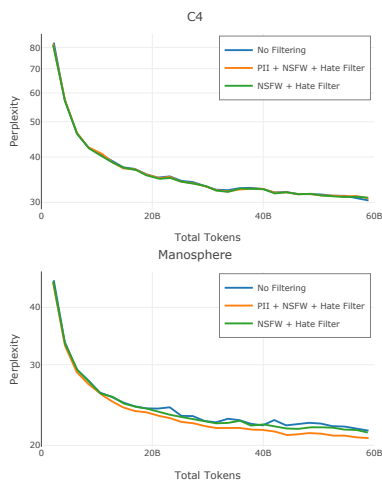 C4
80
70
60
50
40
30
Perplexity
No Filtering
PII + NSFW + Hate Filter
NSFW + Hate Filter
0 20B 40B 60B
Total Tokens
Manosphere
40
30
20
Perplexity
No Filtering
PII + NSFW + Hate Filter
NSFW + Hate Filter
0 20B 40B 60B
Total Tokens